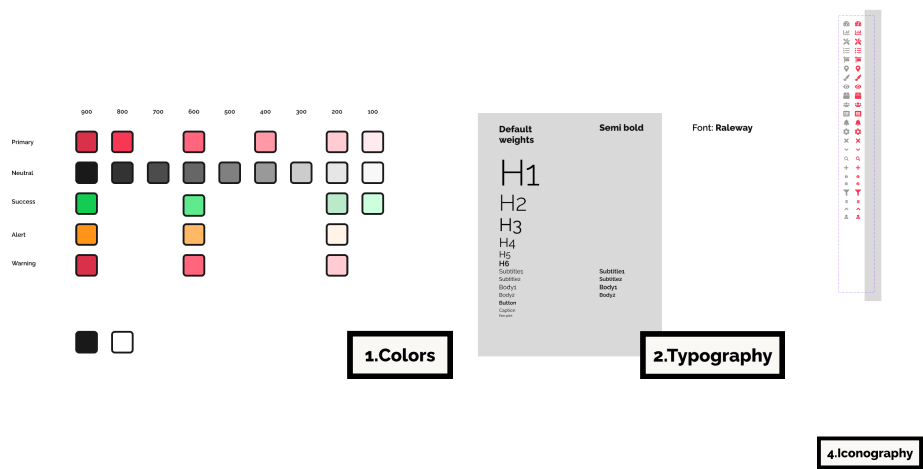 900 800 700 600 500 400 300 200 100
Primary
Neutral
Success
Alert
Warning
1.Colors
Default
weights
Semi bold
H1
H2
H3
H4
H5
H6
Subtitle1 Subtitle1
Subtitle2 Subtitle2
Body1 Body1
Body2 Body2
Button
Caption
Font: Raleway
2.Typography
4.Iconography